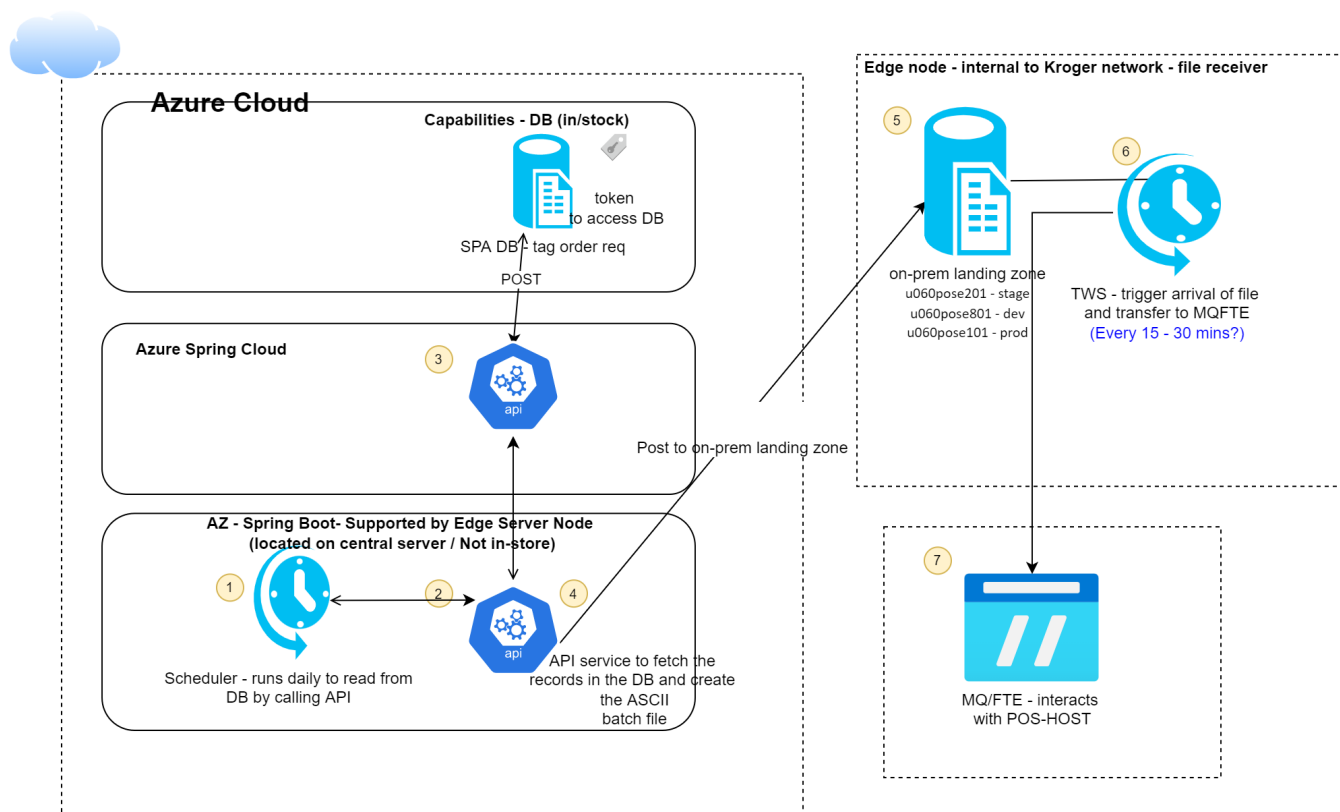 Azure Cloud
Capabilities - DB (in/stock)
token
to access DB
SPA DB - tag order req
POST
Azure Spring Cloud
3
api
AZ - Spring Boot- Supported by Edge Server Node
(located on central server / Not in-store)
1
2
4
api
Scheduler - runs daily to read from
DB by calling API
API service to fetch the
records in the DB and create
the ASCII
batch file
Post to on-prem landing zone
Edge node - internal to Kroger network - file receiver
5
6
on-prem landing zone
u060pose201 - stage
u060pose801 - dev
u060pose101 - prod
TWS - trigger arrival of file
and transfer to MQFTE
(Every 15 - 30 mins?)
7
MQ/FTE - interacts
with POS-HOST